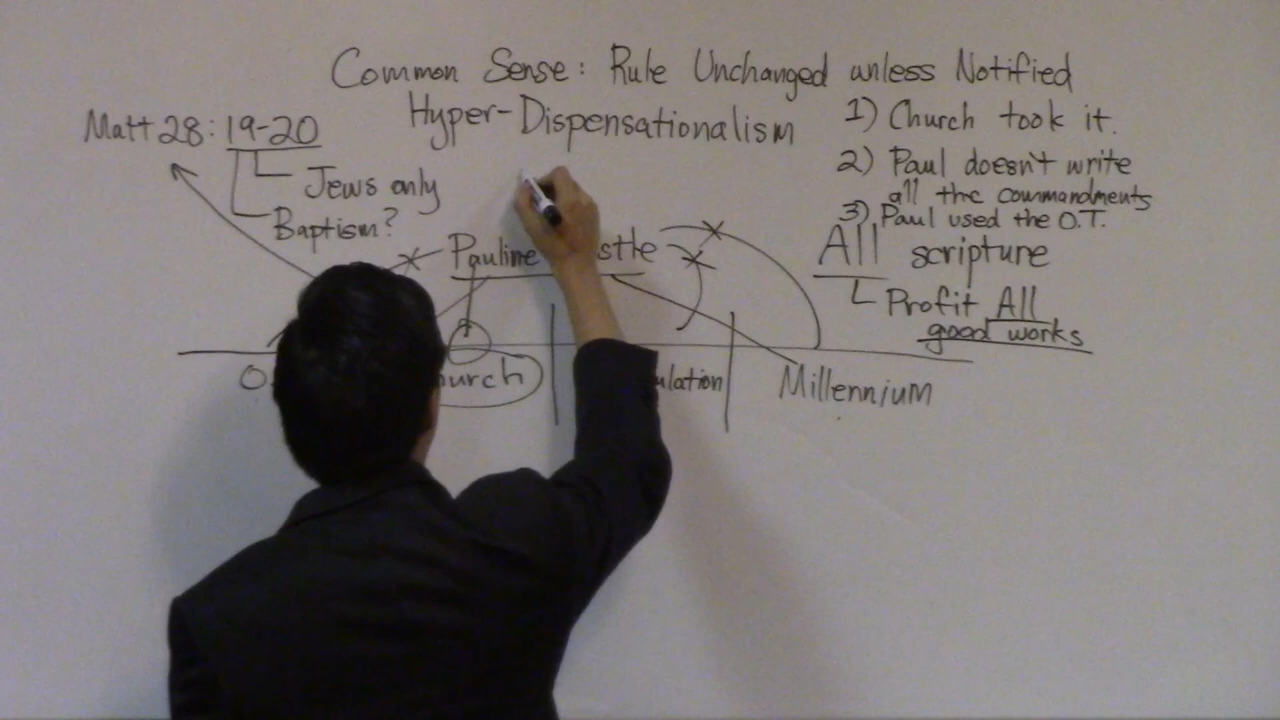 Common Sense: Rule Unchanged unless Notified
Hyper-Dispensationalism
Matt 28:19-20
Jews only
Baptism?
1) Church took it.
2) Paul doesn't write
all the commandments
3) Paul used the O.T.
All scripture
Profit All
good works
Pauline stle
O urch ulation Millennium